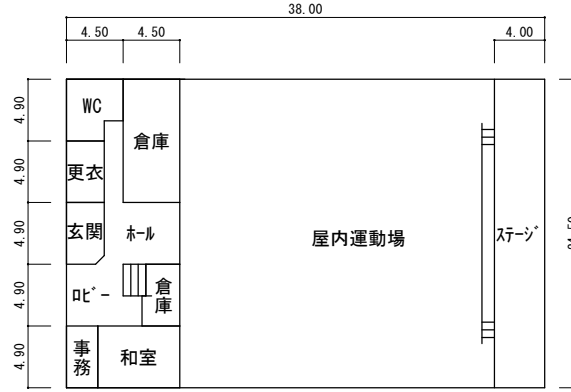 38.00
4.50
4.50
4.00
WC
倉庫
4.90
更衣
4.90
玄関
ﾎｰﾙ
屋内運動場
ｽﾃｰｼﾞ
4.90
ﾛﾋﾞｰ
倉庫
4.90
事務
和室
4.90